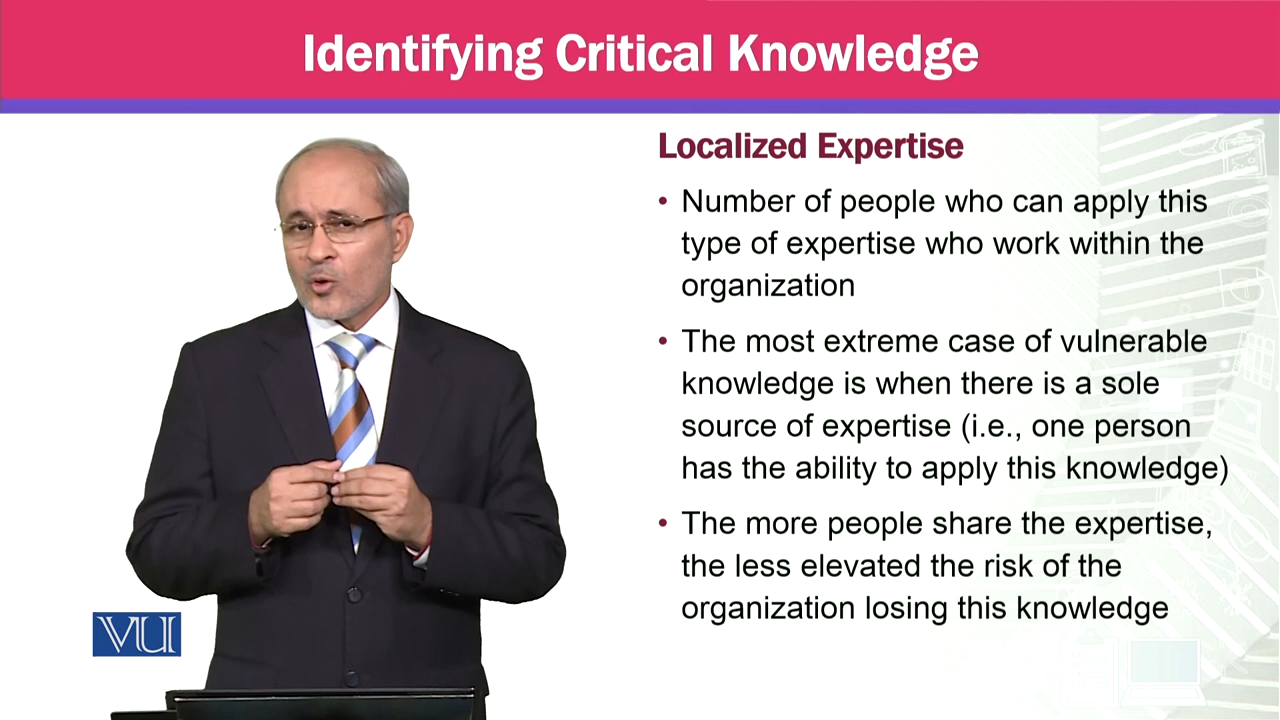 Identifying Critical Knowledge
Localized Expertise
• Number of people who can apply this
type of expertise who work within the
organization
• The most extreme case of vulnerable
knowledge is when there is a sole
source of expertise (i.e., one person
has the ability to apply this knowledge)
• The more people share the expertise,
the less elevated the risk of the
organization losing this knowledge
VU